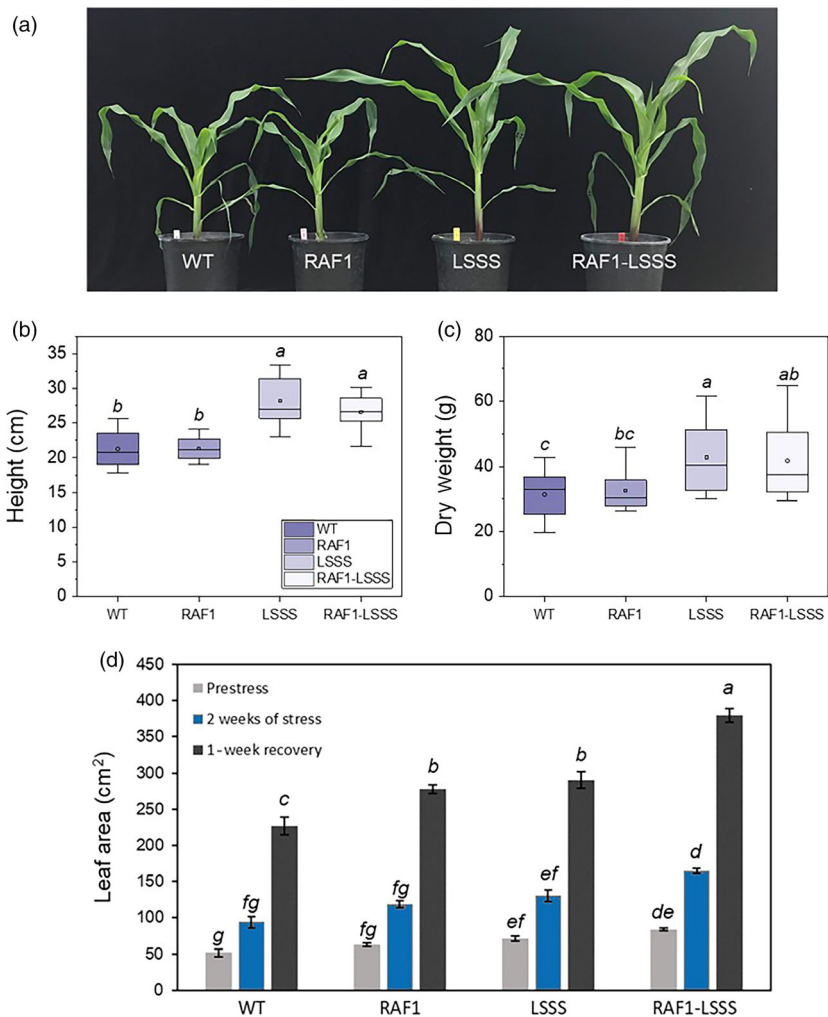 (a)
WT RAF1 LSSS RAF1-LSSS
(b)
Height (cm)
35
30
25
20
15
10
5
0
b b a a
WT
RAF1
LSSS
RAF1-LSSS
WT RAF1 LSSS RAF1-LSSS
(c)
Dry weight (g)
80
60
40
20
0
c bc a ab
WT RAF1 LSSS RAF1-LSSS
(d)
Leaf area (cm²)
450
400
350
300
250
200
150
100
50
0
Prestress
2 weeks of stress
1-week recovery
g fg c
fg fg b
ef ef b
de d a
WT RAF1 LSSS RAF1-LSSS